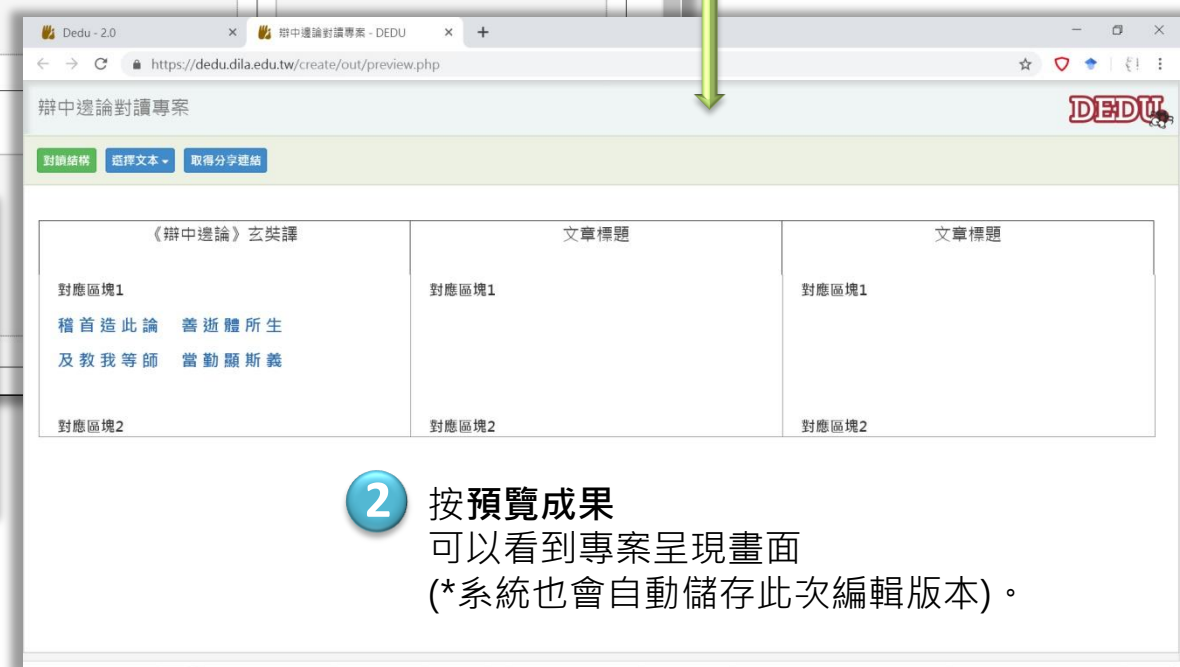 Dedu - 2.0
辯中邊論對讀專案 - DEDU
https://dedu.dila.edu.tw/create/out/preview.php
辯中邊論對讀專案
DEDU
對讀結構 選擇文本 取得分享連結
《辯中邊論》玄奘譯 文章標題 文章標題
對應區塊1 對應區塊1 對應區塊1
稽首造此論 善逝體所生
及教我等師 當勤顯斯義
對應區塊2 對應區塊2 對應區塊2
2 按預覽成果
可以看到專案呈現畫面
(*系統也會自動儲存此次編輯版本)。